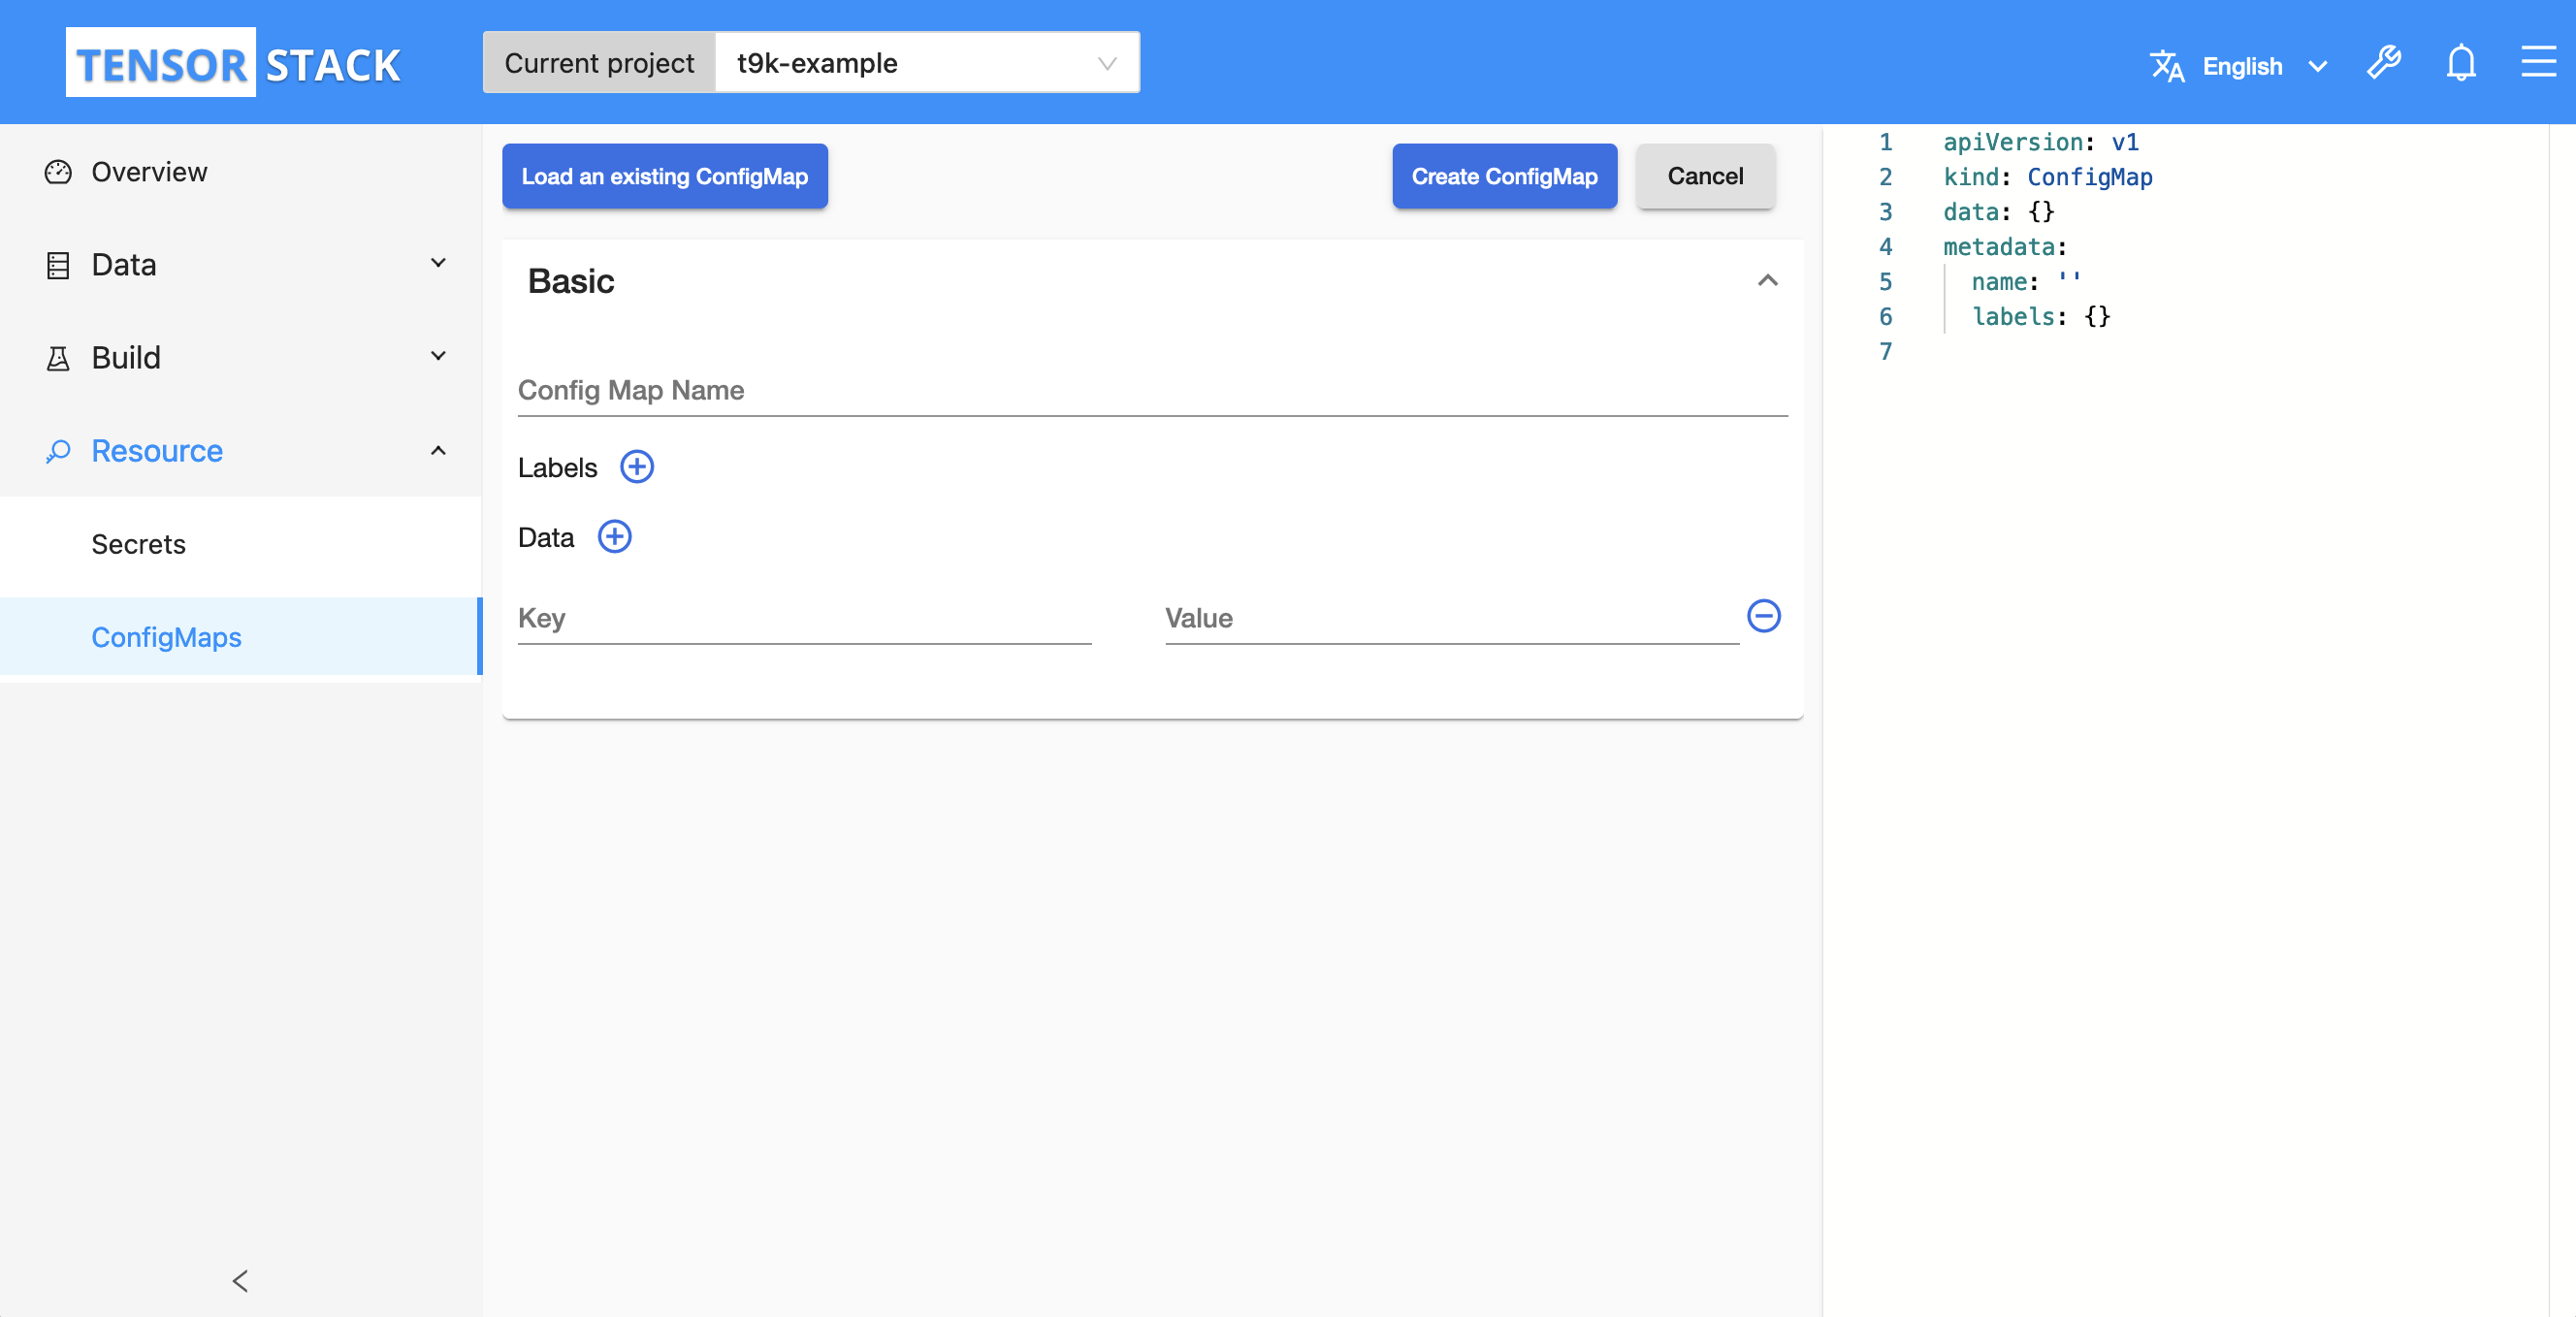 TENSOR STACK
Current project t9k-example
English
Overview
Data
Build
Resource
Secrets
ConfigMaps
Load an existing ConfigMap
Create ConfigMap
Cancel
Basic
Config Map Name
Labels
Data
Key Value
1 apiVersion: v1
2 kind: ConfigMap
3 data: {}
4 metadata:
5 name: ''
6 labels: {}
7